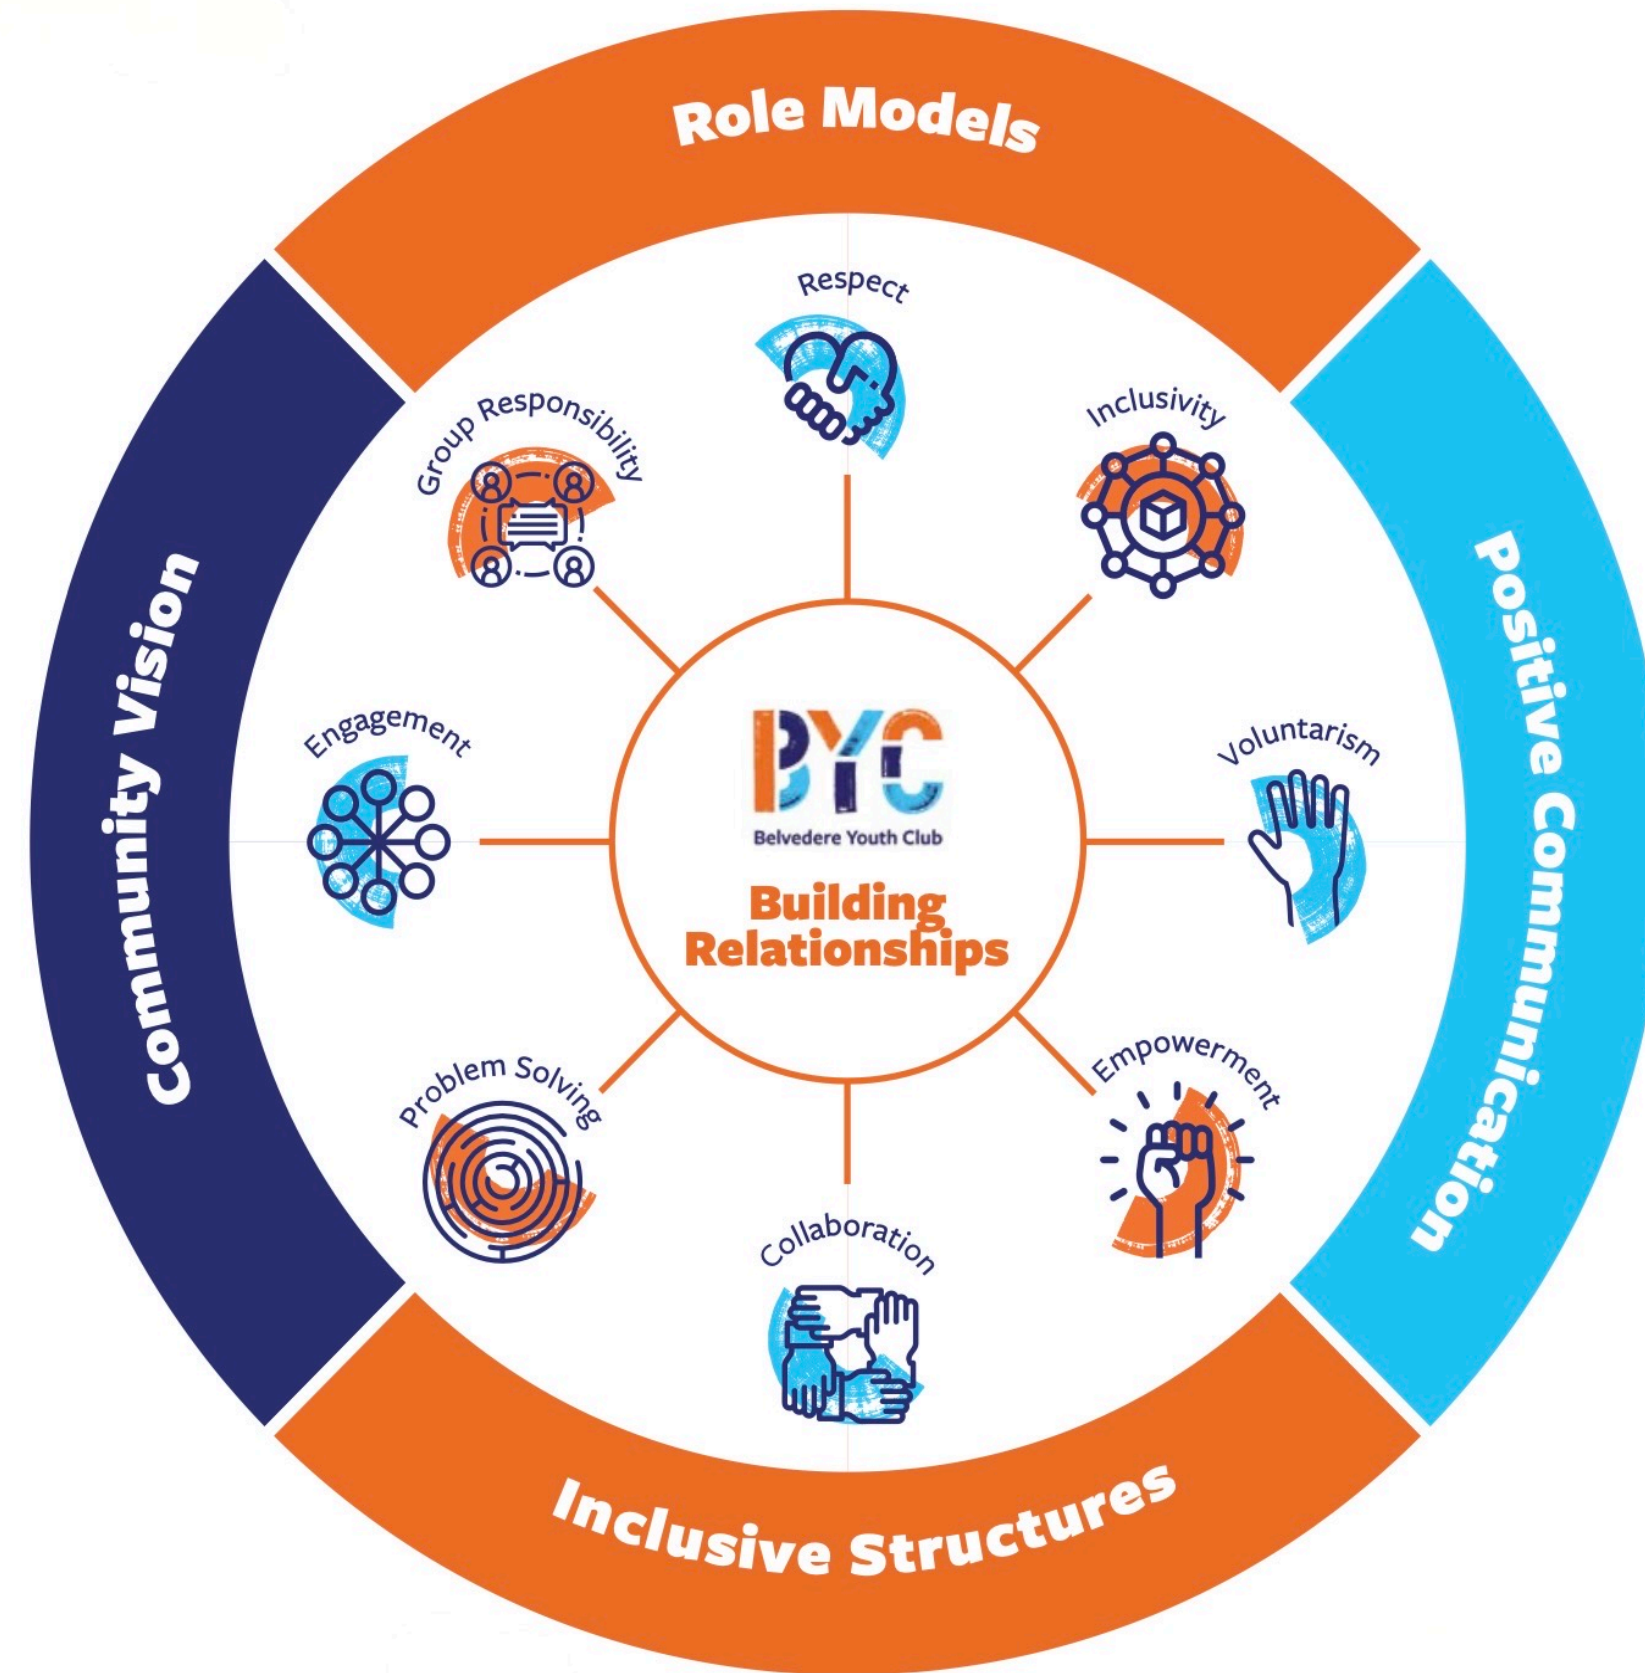 Role Models
Positive Communication
Inclusive Structures
Community Vision
Respect
Inclusivity
Voluntarism
Empowerment
Collaboration
Problem Solving
Engagement
Group Responsibility
BYC
Belvedere Youth Club
Building
Relationships